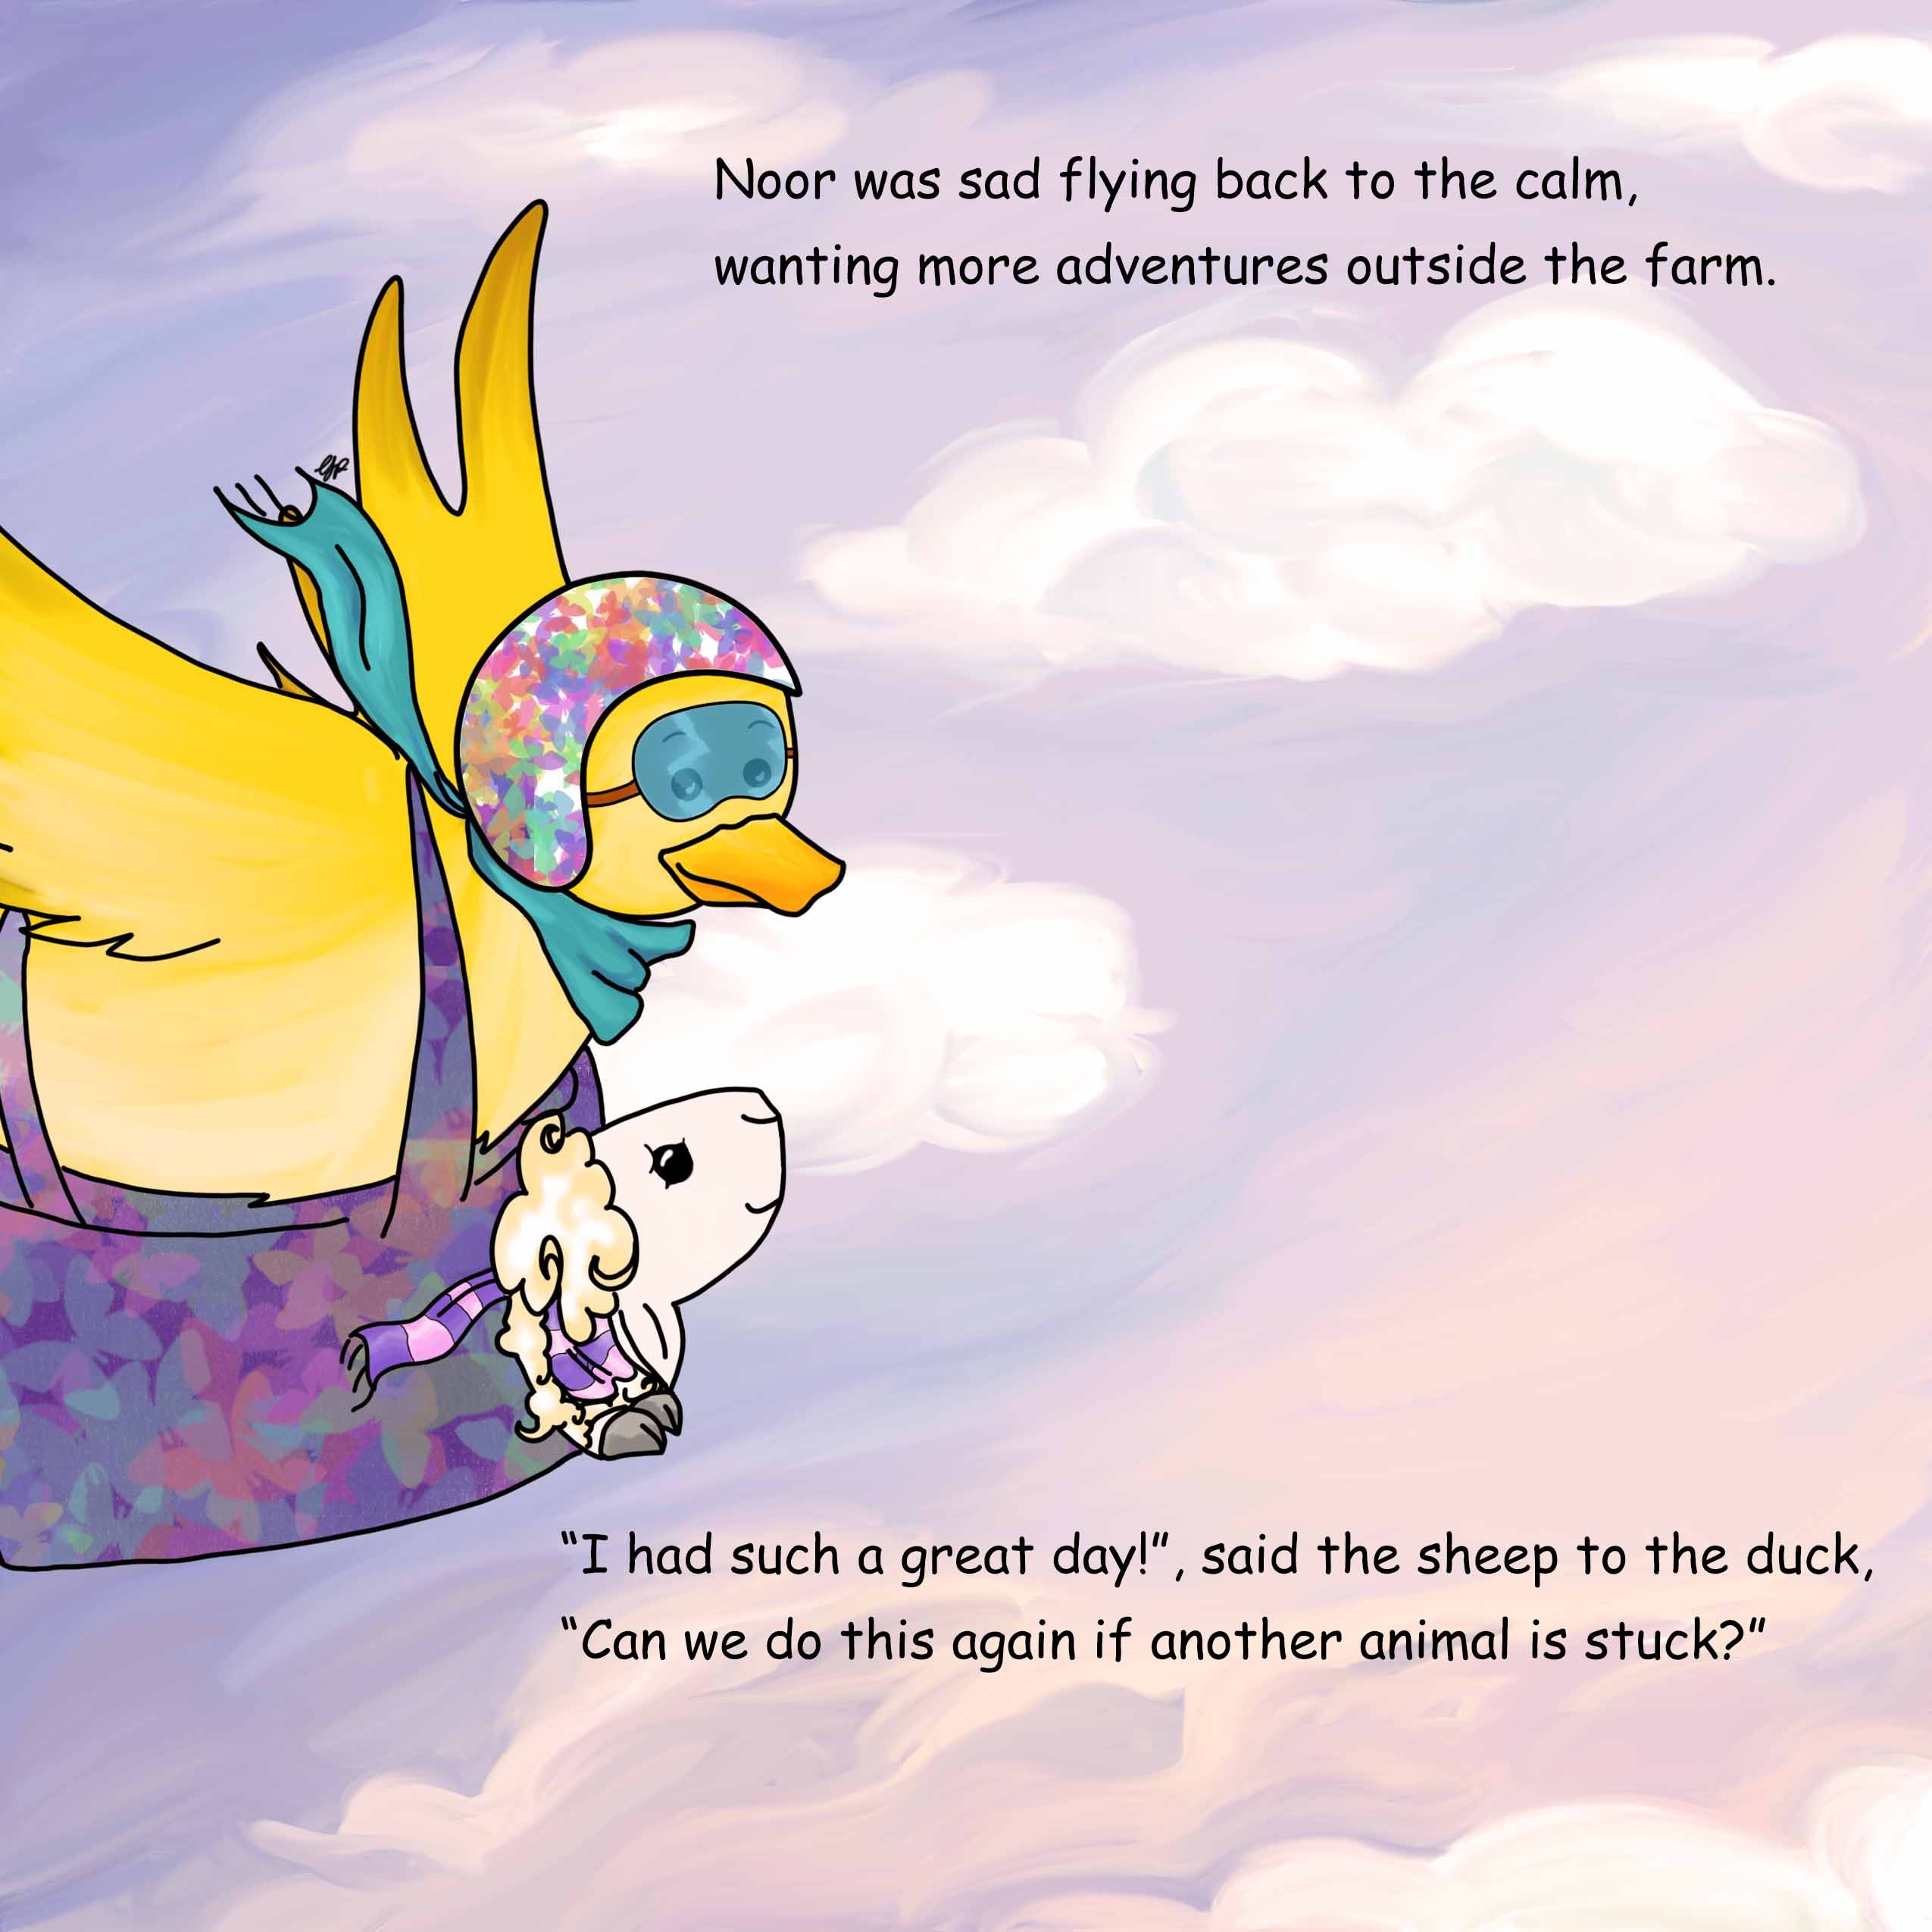 Noor was sad flying back to the calm,
wanting more adventures outside the farm.
“I had such a great day!”, said the sheep to the duck,
“Can we do this again if another animal is stuck?”